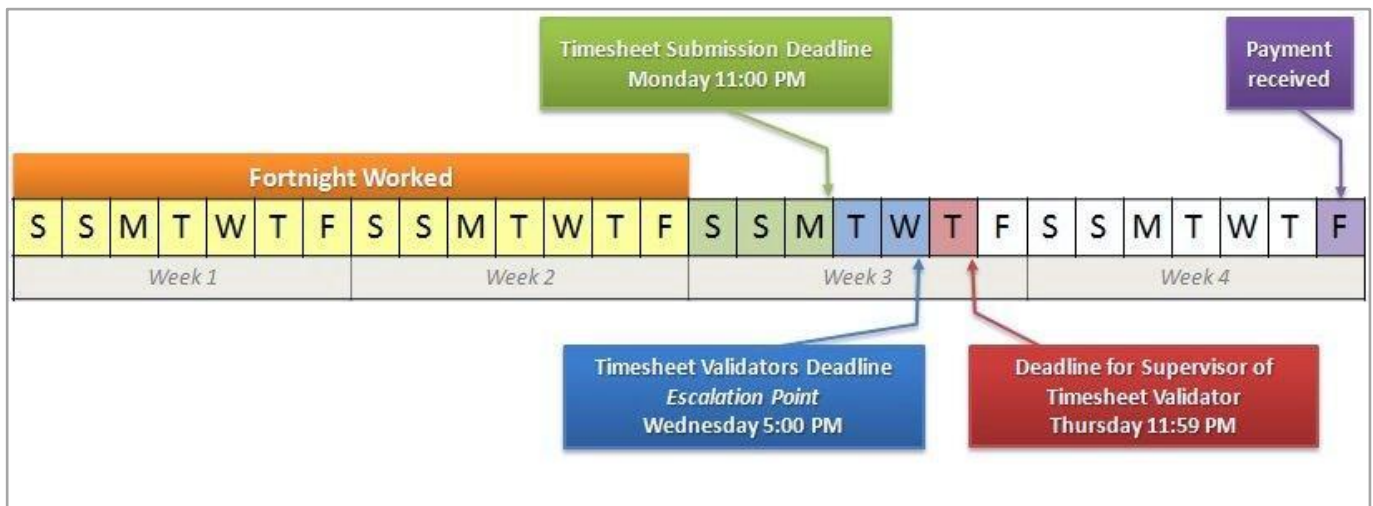 Timesheet Submission Deadline
Monday 11:00 PM
Payment
received
Fortnight Worked
S S M T W T F S S M T W T F S S M T W T F S S M T W T F
Week 1 Week 2 Week 3 Week 4
Timesheet Validators Deadline
Escalation Point
Wednesday 5:00 PM
Deadline for Supervisor of
Timesheet Validator
Thursday 11:59 PM